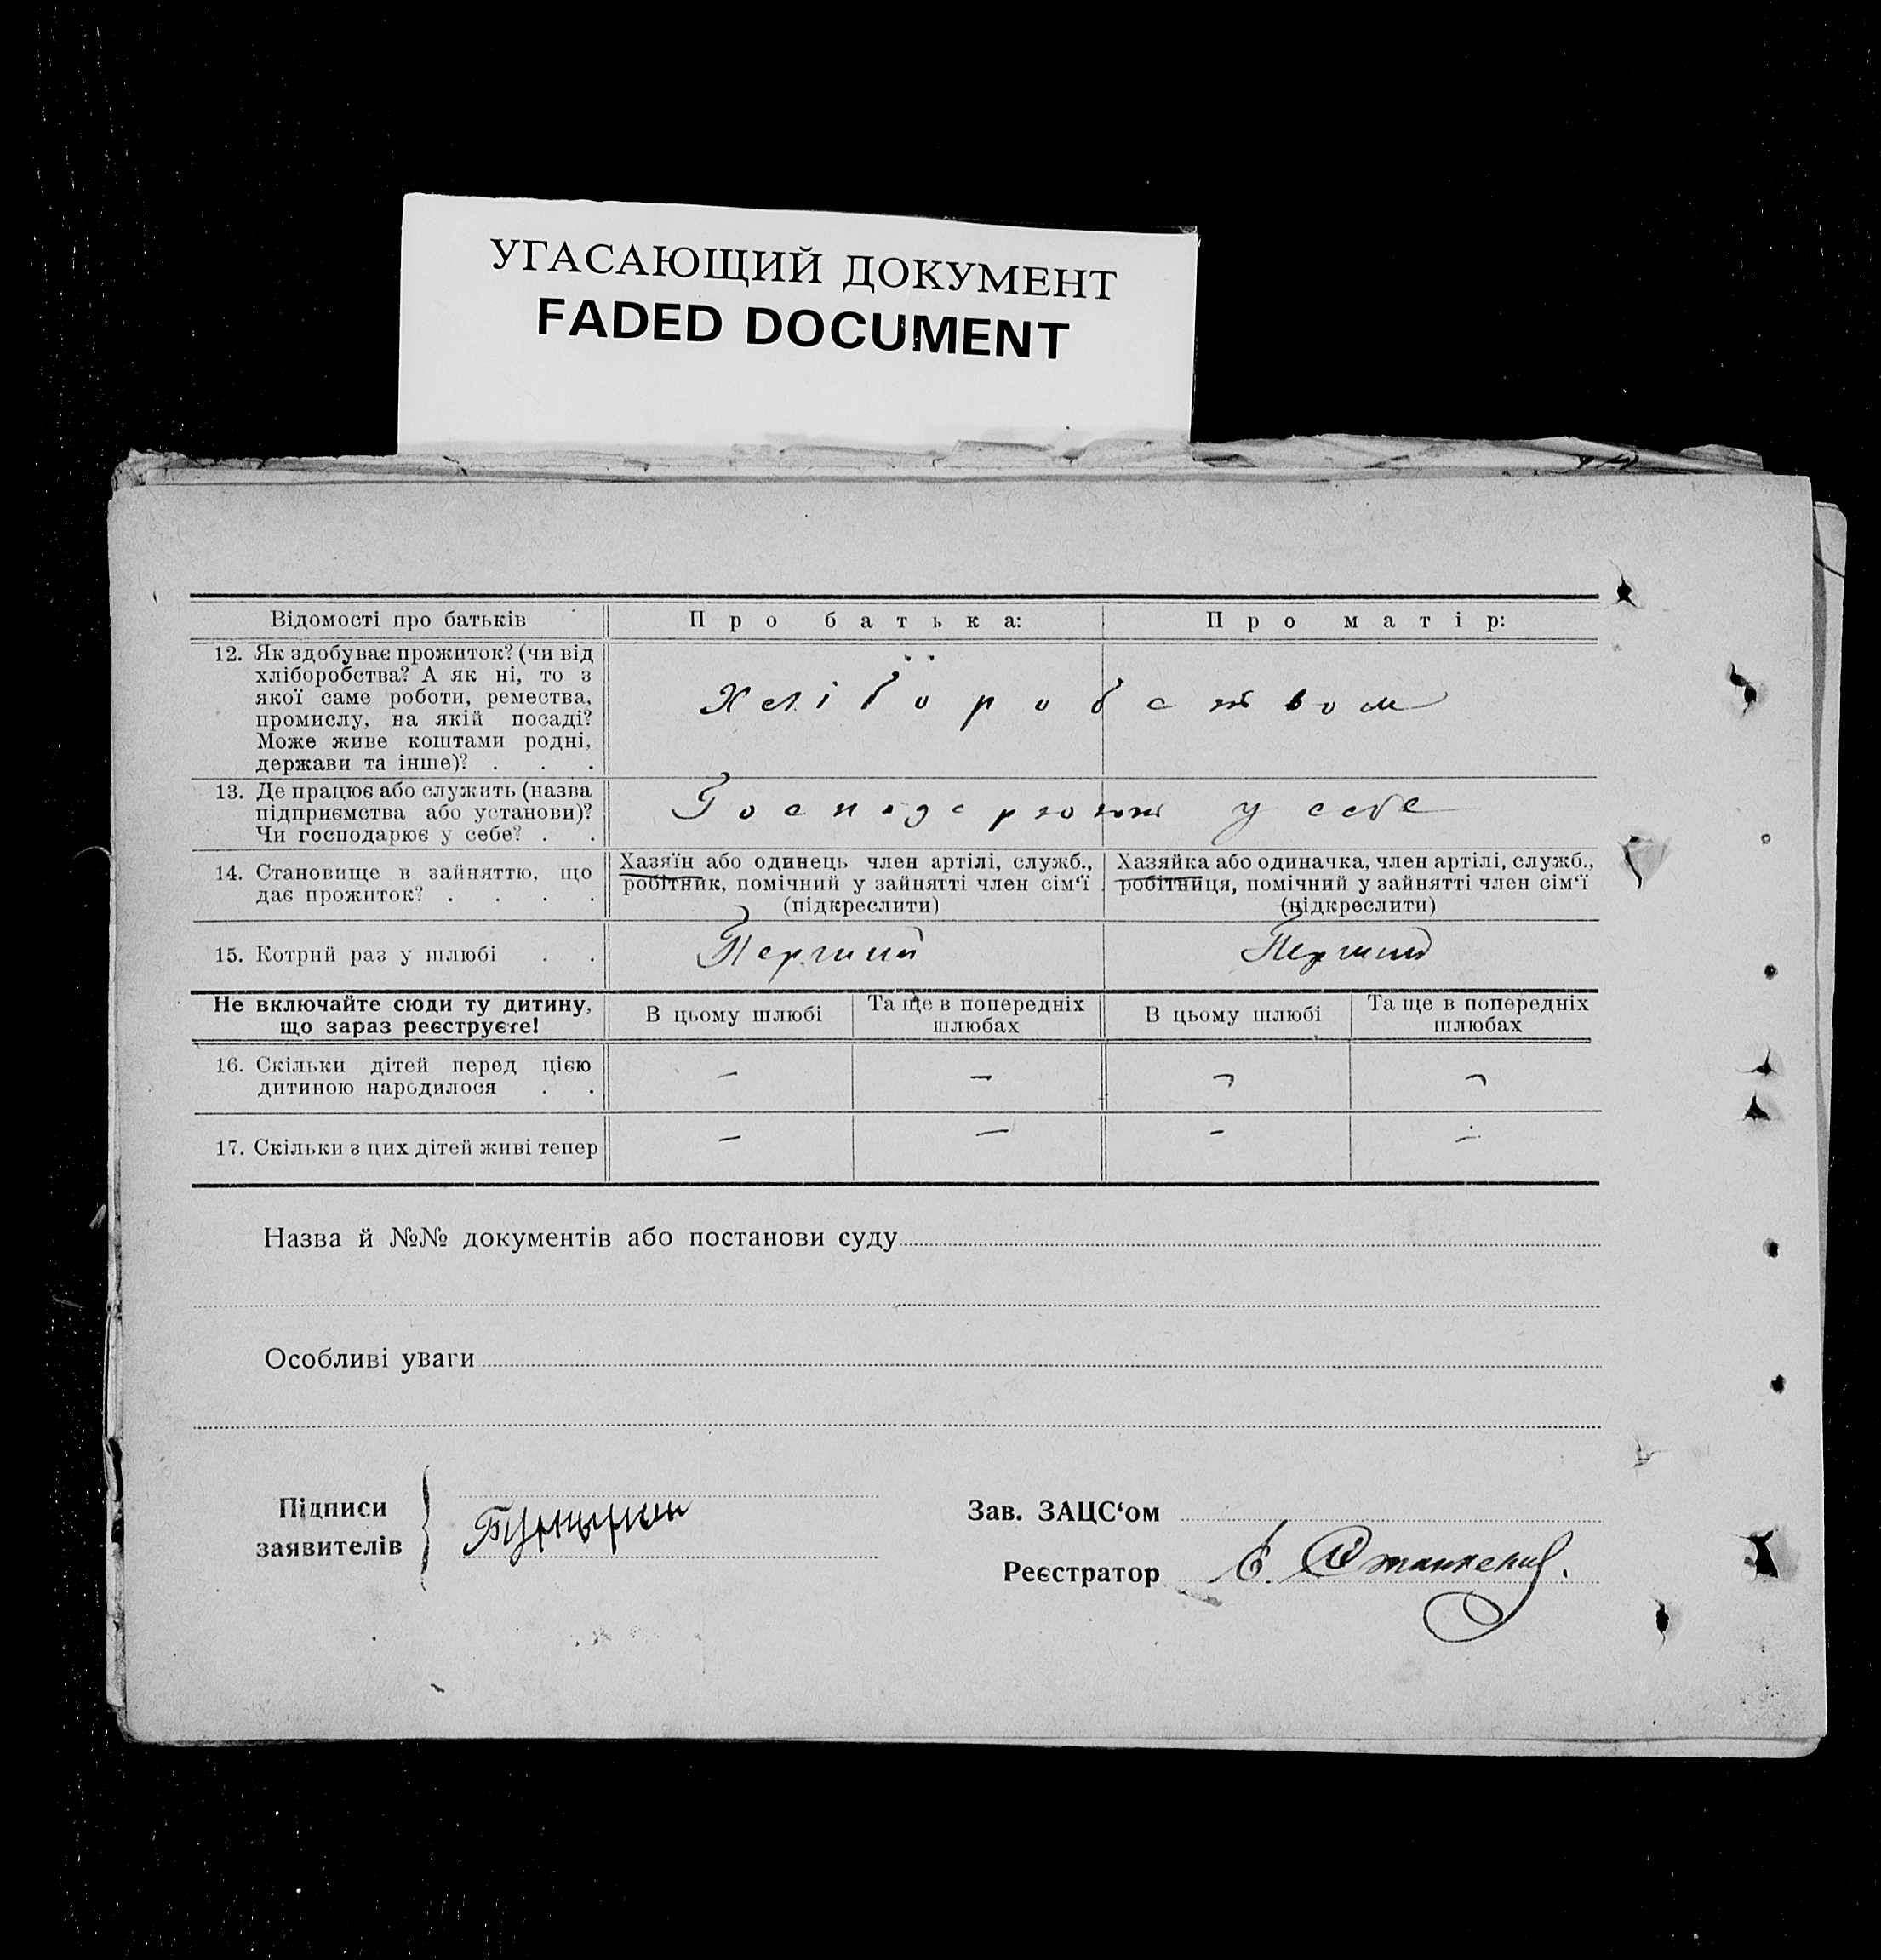 УГАСАЮЩИЙ ДОКУМЕНТ
FADED DOCUMENT
Відомості про батьків
Про батька:
Про матір:
12. Як здобуває прожиток? (чи від
хліборобства? А як ні, то з
якої саме роботи, ремества,
промислу, на якій посаді?
Може живе коштами родні,
держави та інше)? . . .
Хліборобством
13. Де працює або служить (назва
підприємства або установи)?
Чи господарює у себе? . .
Господарюють у себе
14. Становище в зайняттю, що
дає прожиток? . . . .
Хазяїн або одинець член артілі, служб.,
робітник, помічний у зайнятті член сім‘ї
(підкреслити)
Хазяйка або одиначка, член артілі, служб.,
робітниця, помічний у зайнятті член сім‘ї
(підкреслити)
15. Котрий раз у шлюбі . .
Перший
Перший
Не включайте сюди ту дитину,
що зараз реєструєте!
В цьому шлюбі
Та ще в попередніх
шлюбах
В цьому шлюбі
Та ще в попередніх
шлюбах
16. Скільки дітей перед цією
дитиною народилося . .
— — — —
17. Скільки з цих дітей живі тепер
— — — —
Назва й №№ документів або постанови суду
Особливі уваги
Підписи
заявителів
Зав. ЗАЦС‘ом
Реєстратор